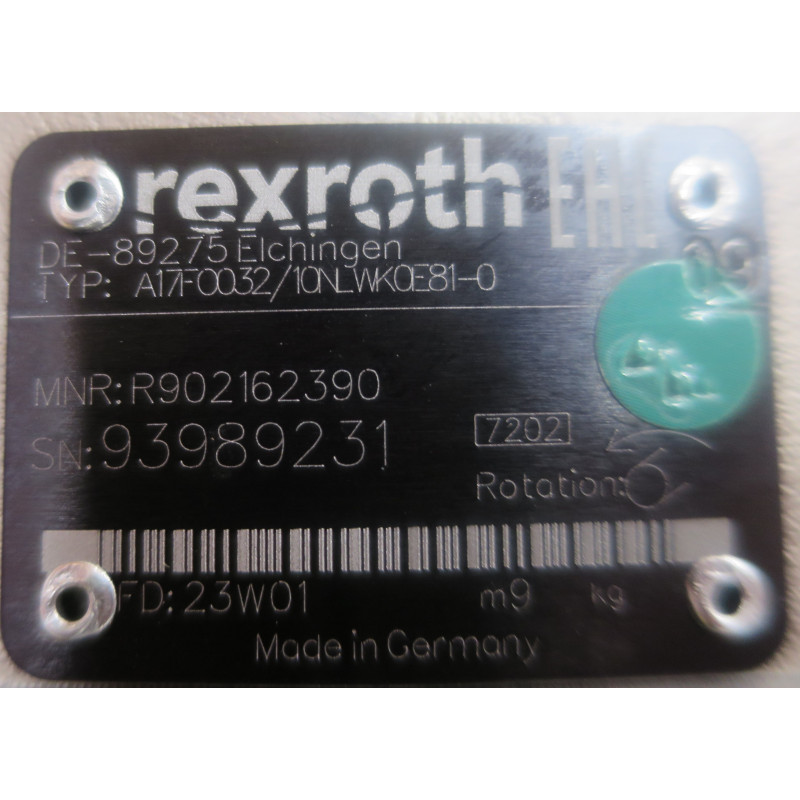 rexroth EAC
DE-89275 Elchingen
TYP: A17FO032/10NLWK0E81-0
MNR: R902162390
SN: 93989231
7202
Rotation:
FD: 23W01 m9 kg
Made in Germany